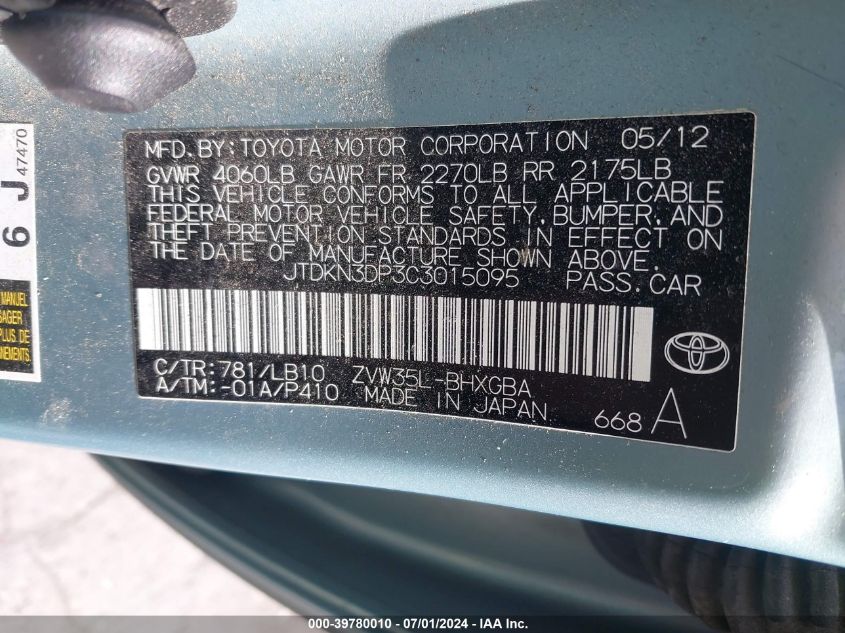 MFD. BY: TOYOTA MOTOR CORPORATION 05/12
GVWR 4060LB GAWR FR 2270LB RR 2175LB
THIS VEHICLE CONFORMS TO ALL APPLICABLE
FEDERAL MOTOR VEHICLE SAFETY, BUMPER, AND
THEFT PREVENTION STANDARDS IN EFFECT ON
THE DATE OF MANUFACTURE SHOWN ABOVE.
JTDKN3DP3C3015095 PASS. CAR
C/TR: 781/LB10 ZVW35L-BHXGBA
A/TM: -01A/P410 MADE IN JAPAN
668 A
6 J 47470
MANUEL
PLUS DE
000-39780010 - 07/01/2024 - IAA Inc.